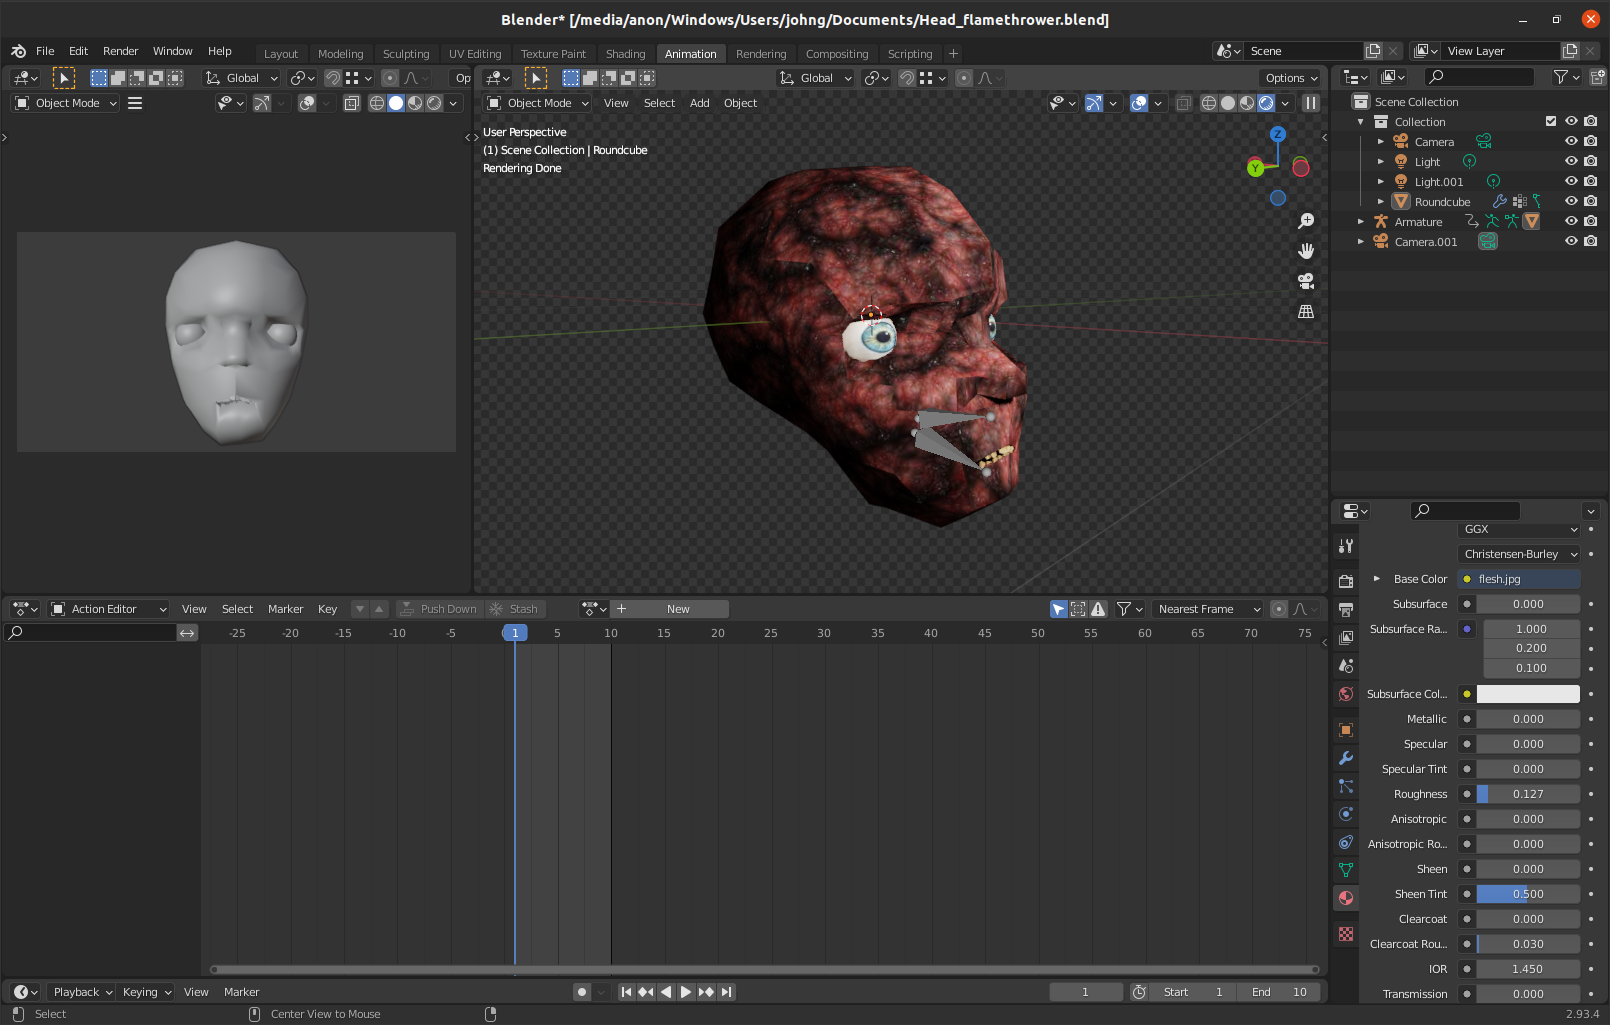 Blender* [/media/anon/Windows/Users/johng/Documents/Head_flamethrower.blend]
File Edit Render Window Help Layout Modeling Sculpting UV Editing Texture Paint Shading Animation Rendering Compositing Scripting + Scene View Layer
Global Op Global Options
Object Mode Object Mode View Select Add Object
User Perspective
(1) Scene Collection | Roundcube
Rendering Done
Z
Y
Scene Collection
Collection
Camera
Light
Light.001
Roundcube
Armature
Camera.001
GGX
Christensen-Burley
Base Color flesh.jpg
Subsurface 0.000
Subsurface Ra... 1.000
0.200
0.100
Subsurface Col...
Metallic 0.000
Specular 0.000
Specular Tint 0.000
Roughness 0.127
Anisotropic 0.000
Anisotropic Ro... 0.000
Sheen 0.000
Sheen Tint 0.500
Clearcoat 0.000
Clearcoat Rou... 0.030
IOR 1.450
Transmission 0.000
Action Editor View Select Marker Key Push Down Stash + New Nearest Frame
-25 -20 -15 -10 -5 1 5 10 15 20 25 30 35 40 45 50 55 60 65 70 75
Playback Keying View Marker 1 Start 1 End 10
Select Center View to Mouse 2.93.4